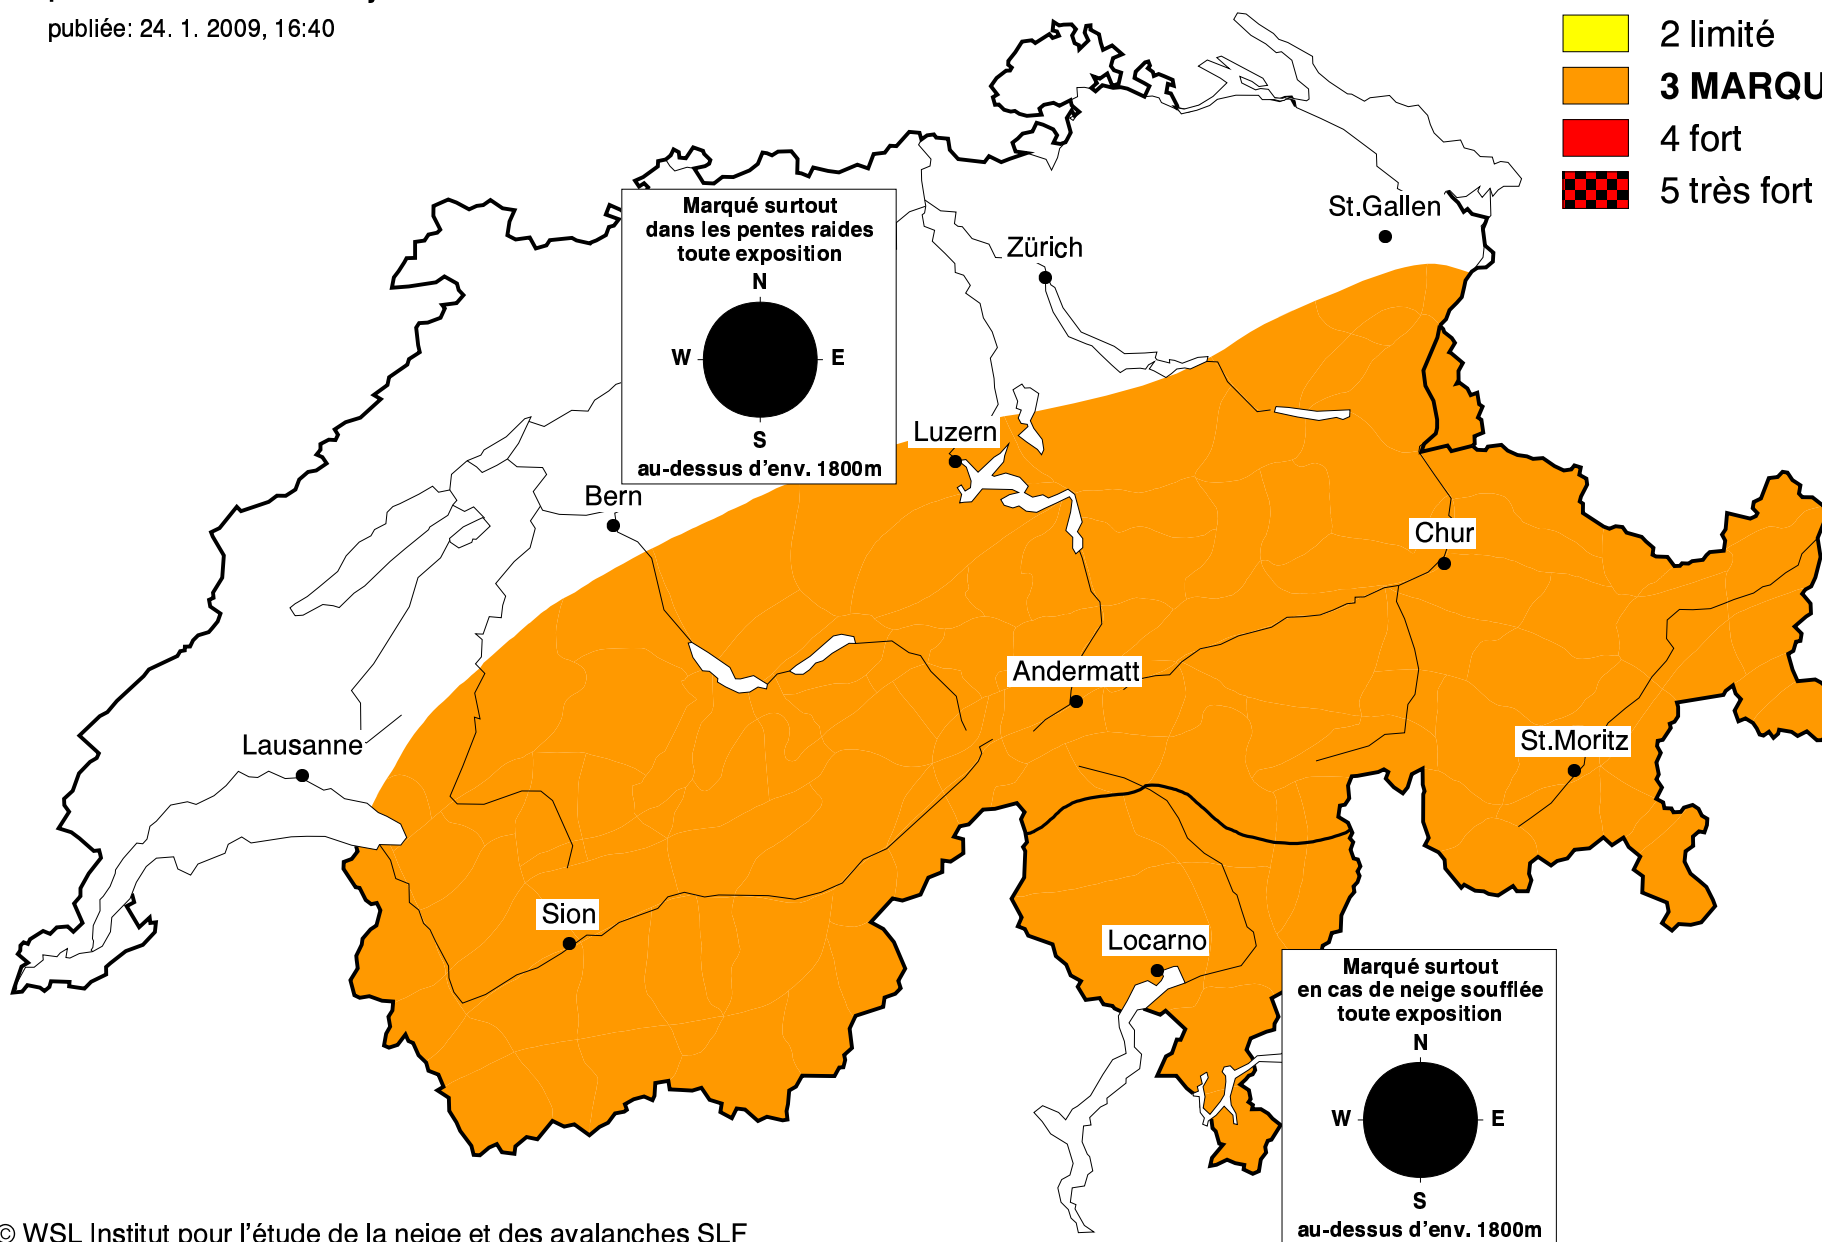 publiée: 24. 1. 2009, 16:40
2 limité
3 MARQU
4 fort
5 très fort
Marqué surtout
dans les pentes raides
toute exposition
N
W E
S
au-dessus d'env. 1800m
St.Gallen
Zürich
Luzern
Bern
Chur
Andermatt
Lausanne
St.Moritz
Sion
Locarno
Marqué surtout
en cas de neige soufflée
toute exposition
N
W E
S
au-dessus d'env. 1800m
© WSL Institut pour l'étude de la neige et des avalanches SLF